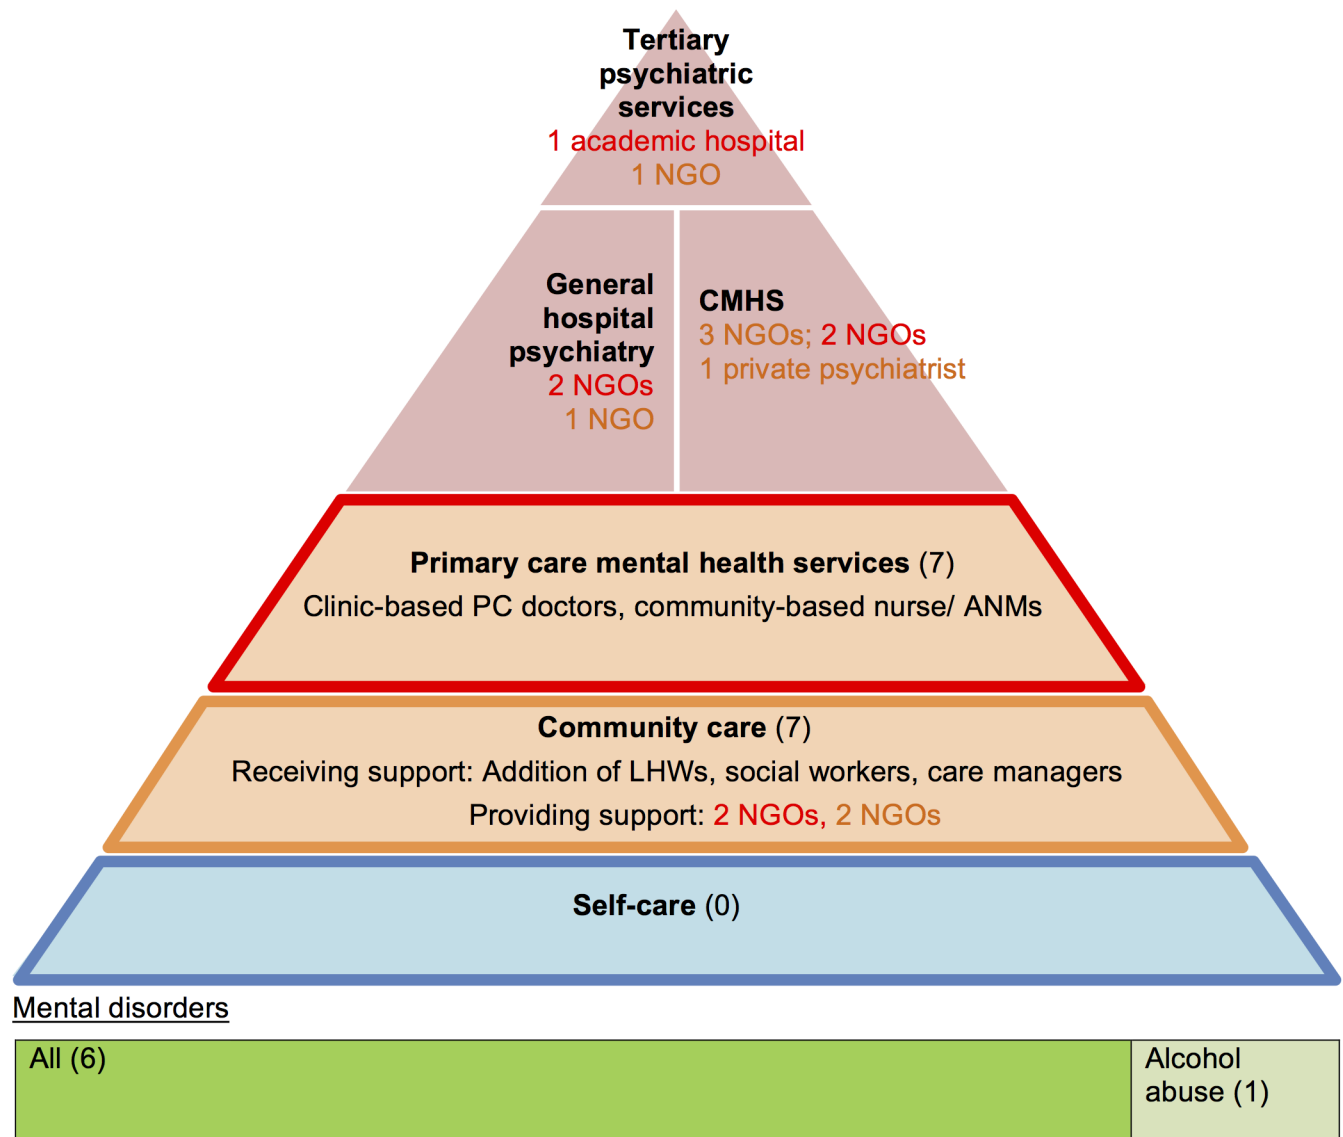 Tertiary
psychiatric
services
1 academic hospital
1 NGO
General
hospital
psychiatry
2 NGOs
1 NGO
CMHS
3 NGOs; 2 NGOs
1 private psychiatrist
Primary care mental health services (7)
Clinic-based PC doctors, community-based nurse/ ANMs
Community care (7)
Receiving support: Addition of LHWs, social workers, care managers
Providing support: 2 NGOs, 2 NGOs
Self-care (0)
Mental disorders
All (6)
Alcohol
abuse (1)